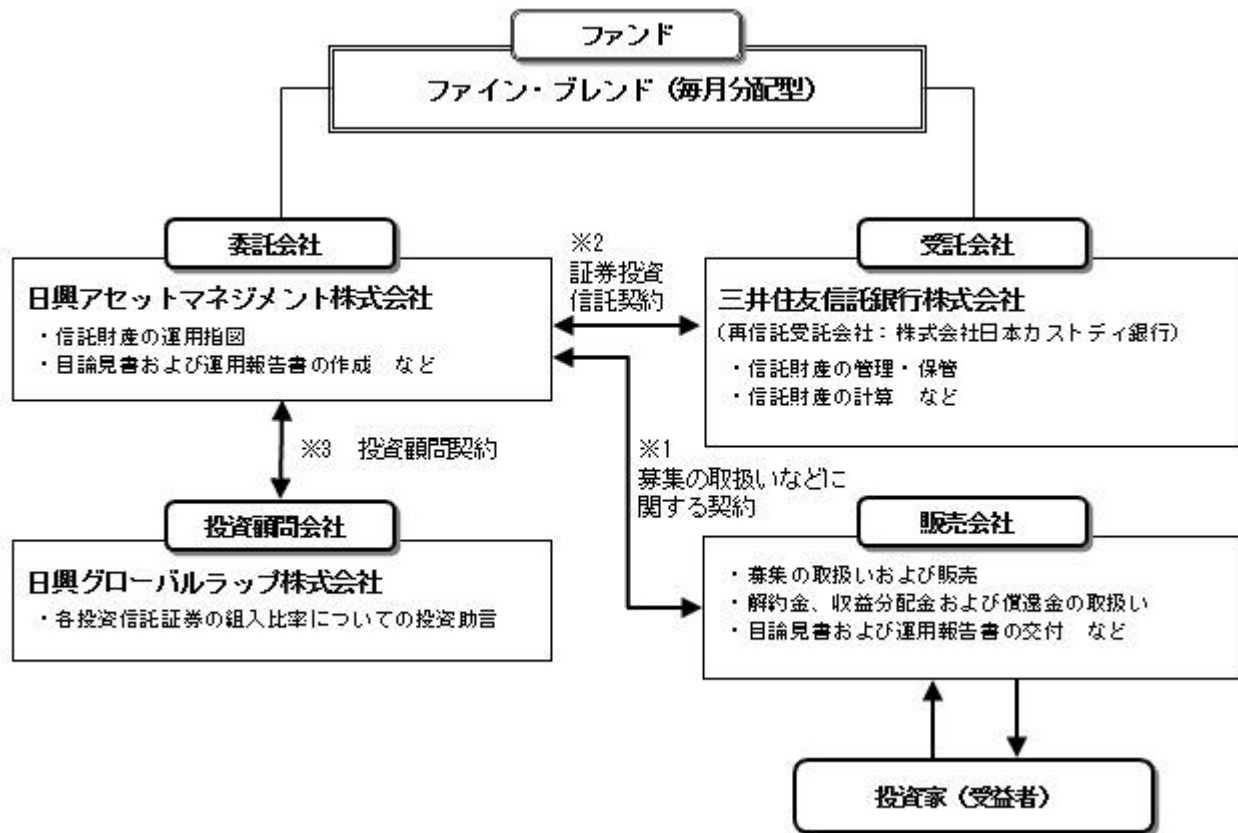 ファンド
ファイン・ブレンド（毎月分配型）
委託会社
日興アセットマネジメント株式会社
・信託財産の運用指図
・目論見書および運用報告書の作成　など
※2
証券投資
信託契約
受託会社
三井住友信託銀行株式会社
（再信託受託会社：株式会社日本カストディ銀行）
・信託財産の管理・保管
・信託財産の計算　など
※3　投資顧問契約
※1
募集の取扱いなどに
関する契約
投資顧問会社
日興グローバルラップ株式会社
・各投資信託証券の組入比率についての投資助言
販売会社
・募集の取扱いおよび販売
・解約金、収益分配金および償還金の取扱い
・目論見書および運用報告書の交付　など
投資家（受益者）